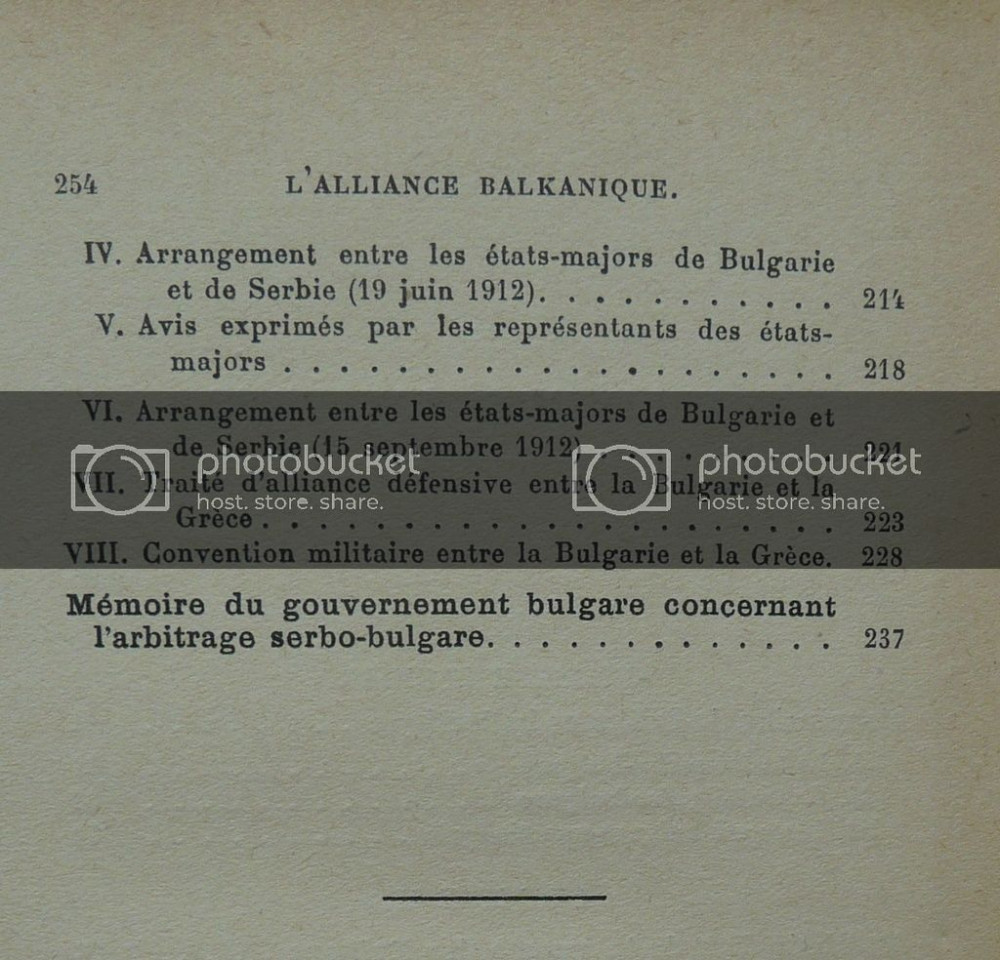 254 L'ALLIANCE BALKANIQUE.
IV. Arrangement entre les états-majors de Bulgarie
et de Serbie (19 juin 1912). . . . . . . . . . . 214
V. Avis exprimés par les représentants des états-
majors . . . . . . . . . . . . . . . . . . . . 218
VI. Arrangement entre les états-majors de Bulgarie et
de Serbie (15 septembre 1912) . . . . . . . . . 221
photobucket photobucket
VII. Traité d'alliance défensive entre la Bulgarie et la
host. store. share. host. store. share.
Grèce . . . . . . . . . . . . . . . . . . . . . 223
VIII. Convention militaire entre la Bulgarie et la Grèce. 228
Mémoire du gouvernement bulgare concernant
l'arbitrage serbo-bulgare. . . . . . . . . . . . . 237